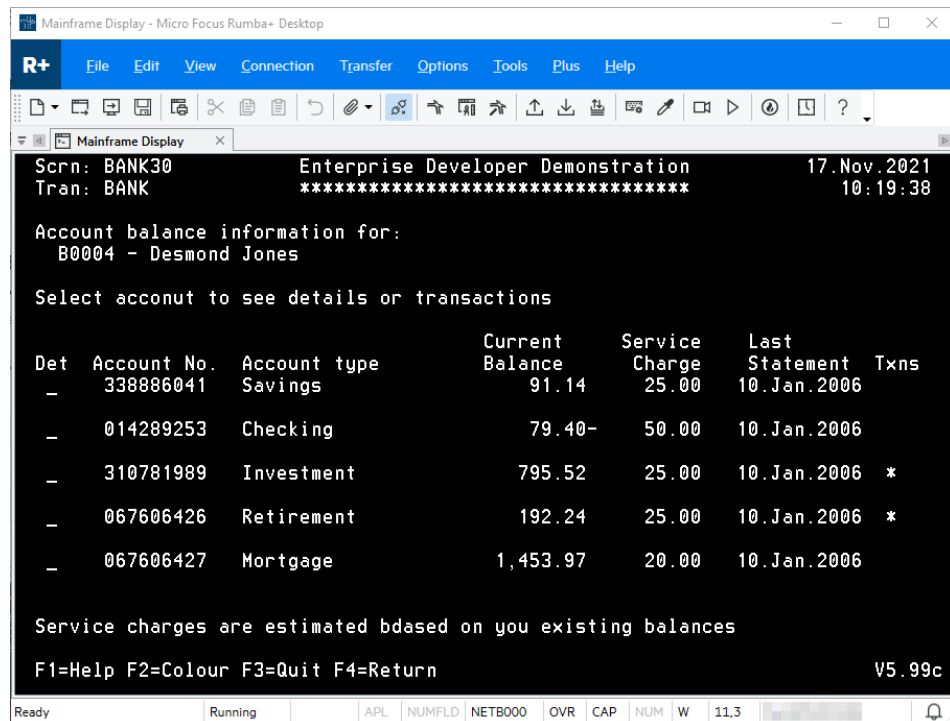 Mainframe Display - Micro Focus Rumba+ Desktop
R+ File Edit View Connection Transfer Options Tools Plus Help
Mainframe Display
Scrn: BANK30 Enterprise Developer Demonstration 17.Nov.2021
Tran: BANK ********************************** 10:19:38
Account balance information for:
B0004 - Desmond Jones
Select acconut to see details or transactions
Current Service Last
Det Account No. Account type Balance Charge Statement Txns
_ 338886041 Savings 91.14 25.00 10.Jan.2006
_ 014289253 Checking 79.40- 50.00 10.Jan.2006
_ 310781989 Investment 795.52 25.00 10.Jan.2006 *
_ 067606426 Retirement 192.24 25.00 10.Jan.2006 *
_ 067606427 Mortgage 1,453.97 20.00 10.Jan.2006
Service charges are estimated bdased on you existing balances
F1=Help F2=Colour F3=Quit F4=Return V5.99c
Ready Running APL NUMFLD NETB000 OVR CAP NUM W 11,3